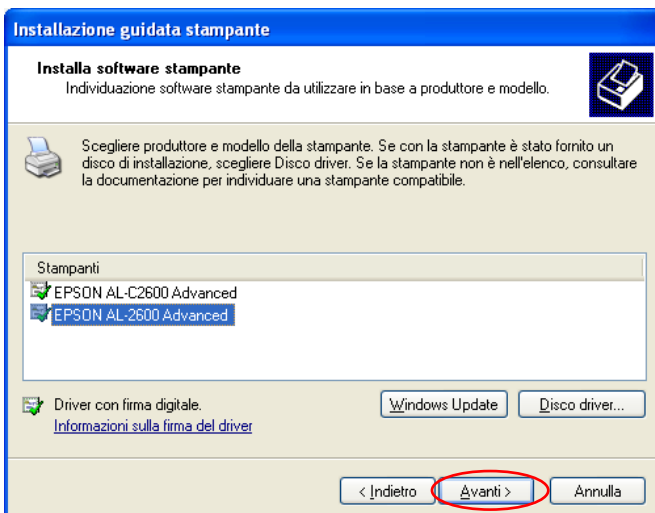 Installazione guidata stampante
Installa software stampante
Individuazione software stampante da utilizzare in base a produttore e modello.
Scegliere produttore e modello della stampante. Se con la stampante è stato fornito un
disco di installazione, scegliere Disco driver. Se la stampante non è nell'elenco, consultare
la documentazione per individuare una stampante compatibile.
Stampanti
EPSON AL-C2600 Advanced
EPSON AL-2600 Advanced
Driver con firma digitale.
Informazioni sulla firma del driver
Windows Update
Disco driver...
< Indietro
Avanti >
Annulla